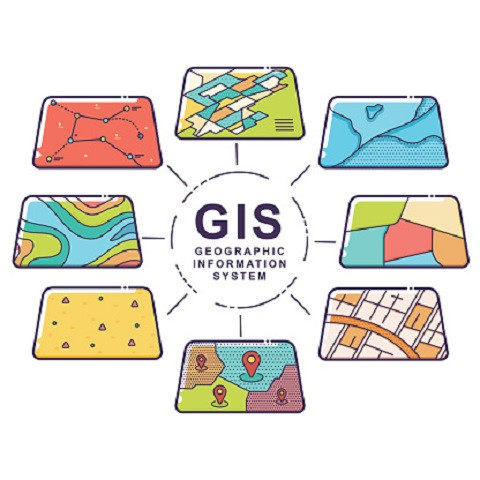 GIS
GEOGRAPHIC
INFORMATION
SYSTEM